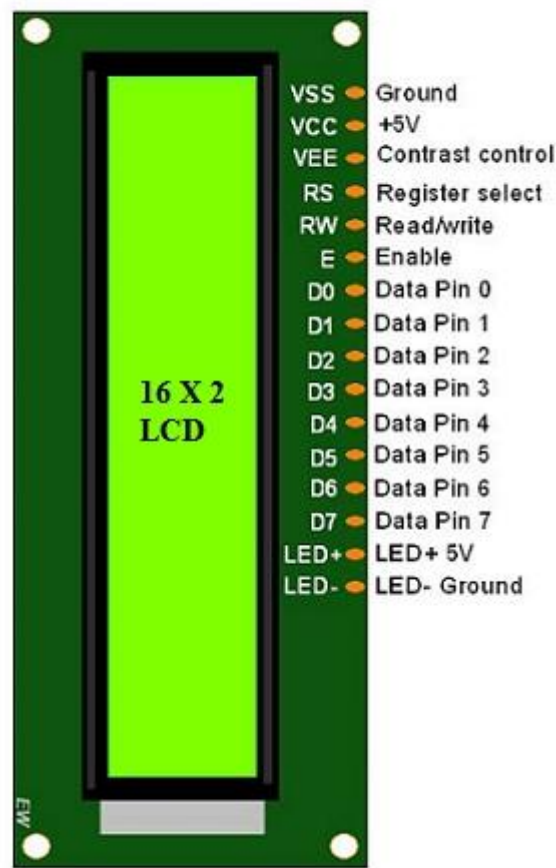 VSS Ground
VCC +5V
VEE Contrast control
RS Register select
RW Read/write
E Enable
D0 Data Pin 0
D1 Data Pin 1
D2 Data Pin 2
D3 Data Pin 3
16 X 2
LCD
D4 Data Pin 4
D5 Data Pin 5
D6 Data Pin 6
D7 Data Pin 7
LED+ LED+ 5V
LED- LED- Ground
EW